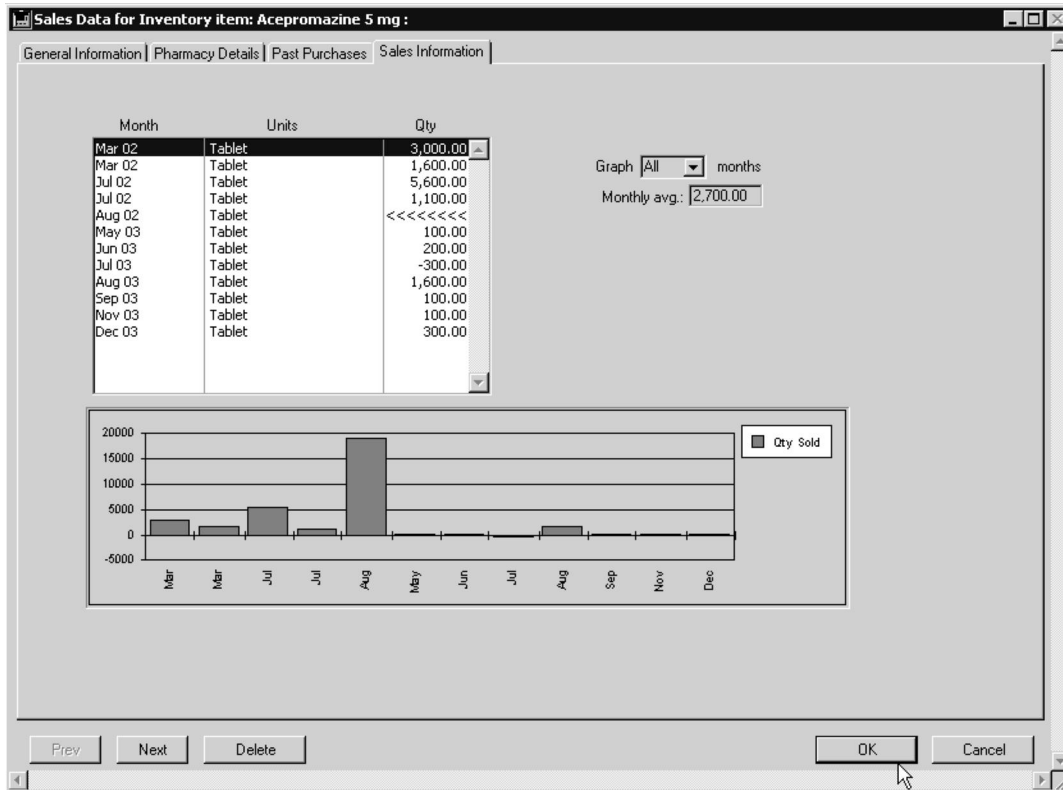 Sales Data for Inventory item: Acepromazine 5 mg :
General Information Pharmacy Details Past Purchases Sales Information
Month Units Qty
Mar 02 Tablet 3,000.00
Mar 02 Tablet 1,600.00
Jul 02 Tablet 5,600.00
Jul 02 Tablet 1,100.00
Aug 02 Tablet <<<<<<<<
May 03 Tablet 100.00
Jun 03 Tablet 200.00
Jul 03 Tablet -300.00
Aug 03 Tablet 1,600.00
Sep 03 Tablet 100.00
Nov 03 Tablet 100.00
Dec 03 Tablet 300.00
Graph All months
Monthly avg.: 2,700.00
20000
15000
10000
5000
0
-5000
Mar Mar Jul Jul Aug May Jun Jul Aug Sep Nov Dec
Qty Sold
Prev Next Delete OK Cancel